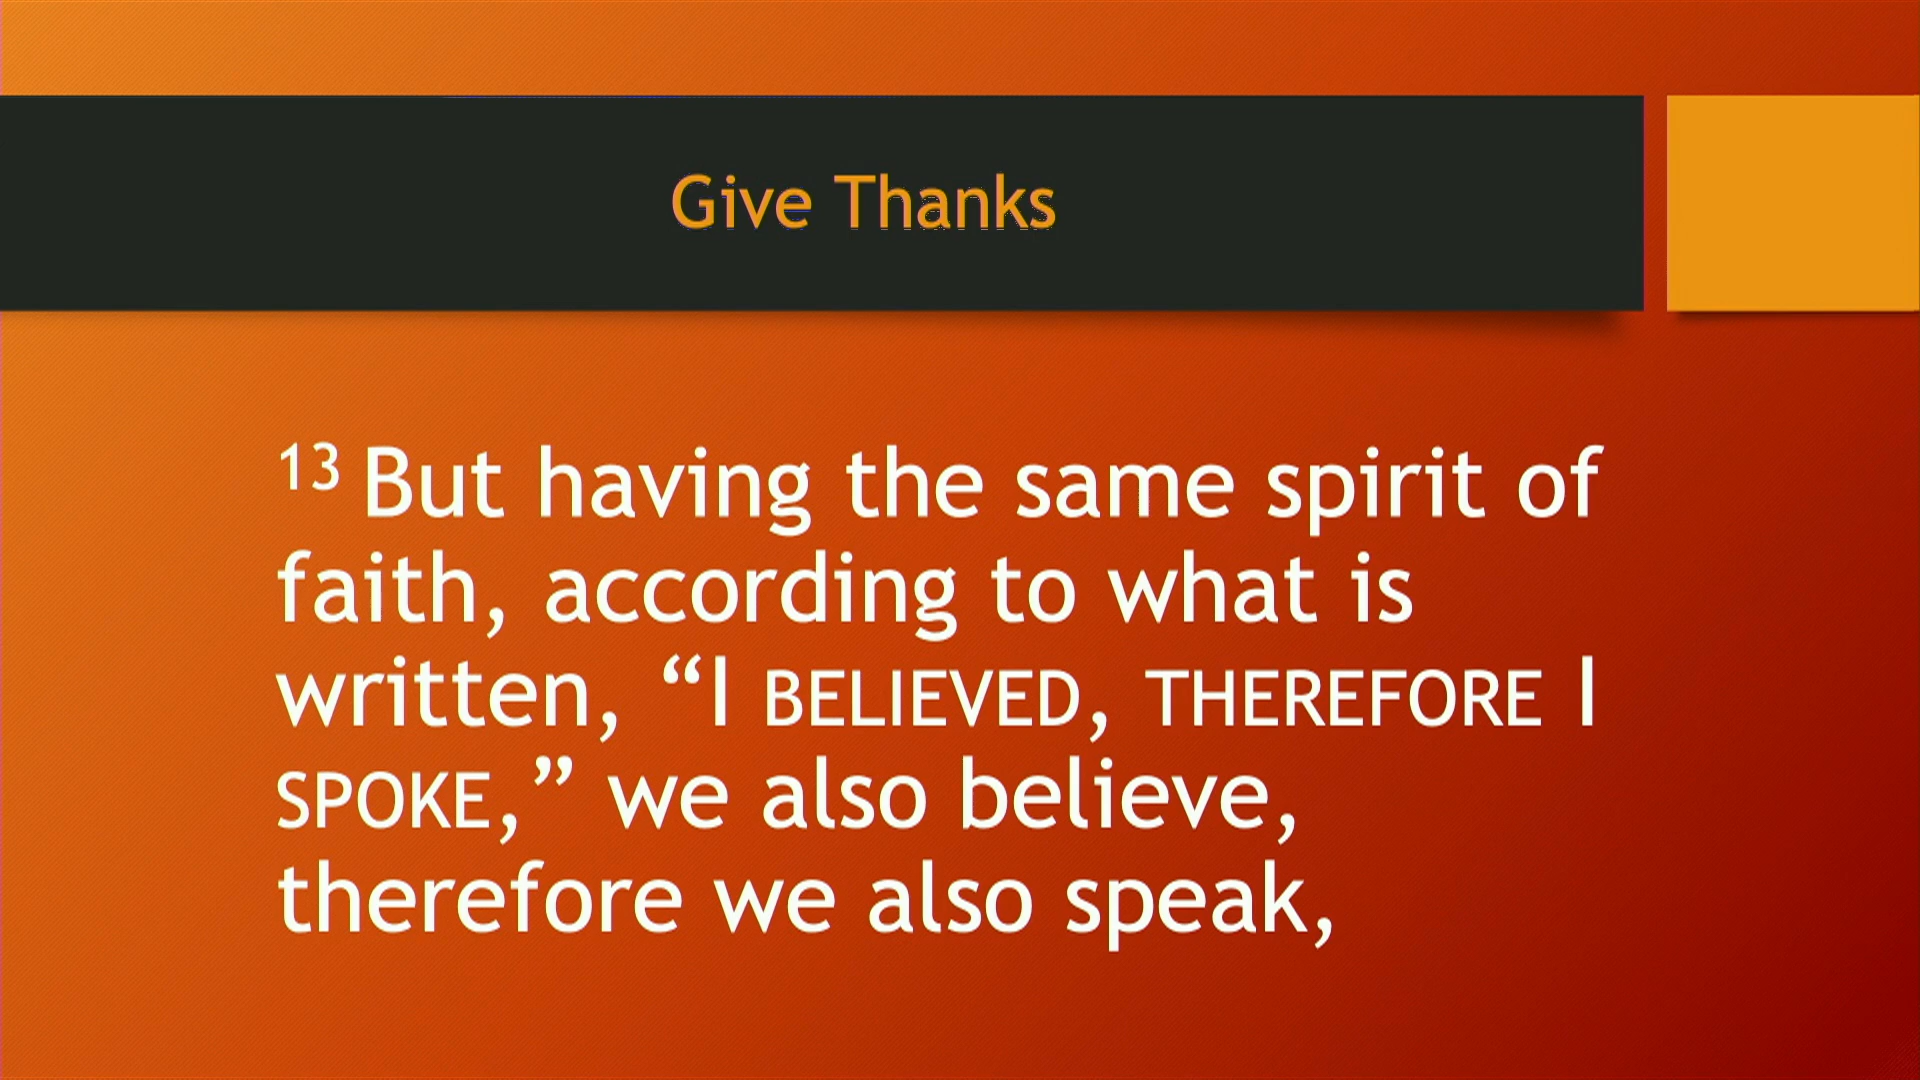 Give Thanks
13 But having the same spirit of
faith, according to what is
written, “I BELIEVED, THEREFORE I
SPOKE,” we also believe,
therefore we also speak,